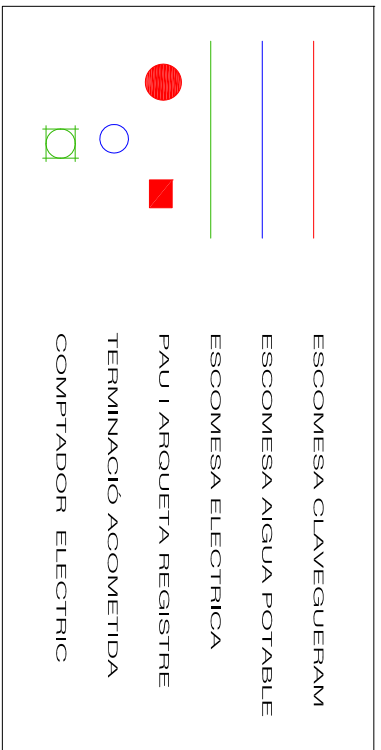 ESCOMESA CLAVEGUERAM
ESCOMESA AIGUA POTABLE
ESCOMESA ELECTRICA
PAU I ARQUETA REGISTRE
TERMINACIÓ ACOMETIDA
COMPTADOR ELECTRIC